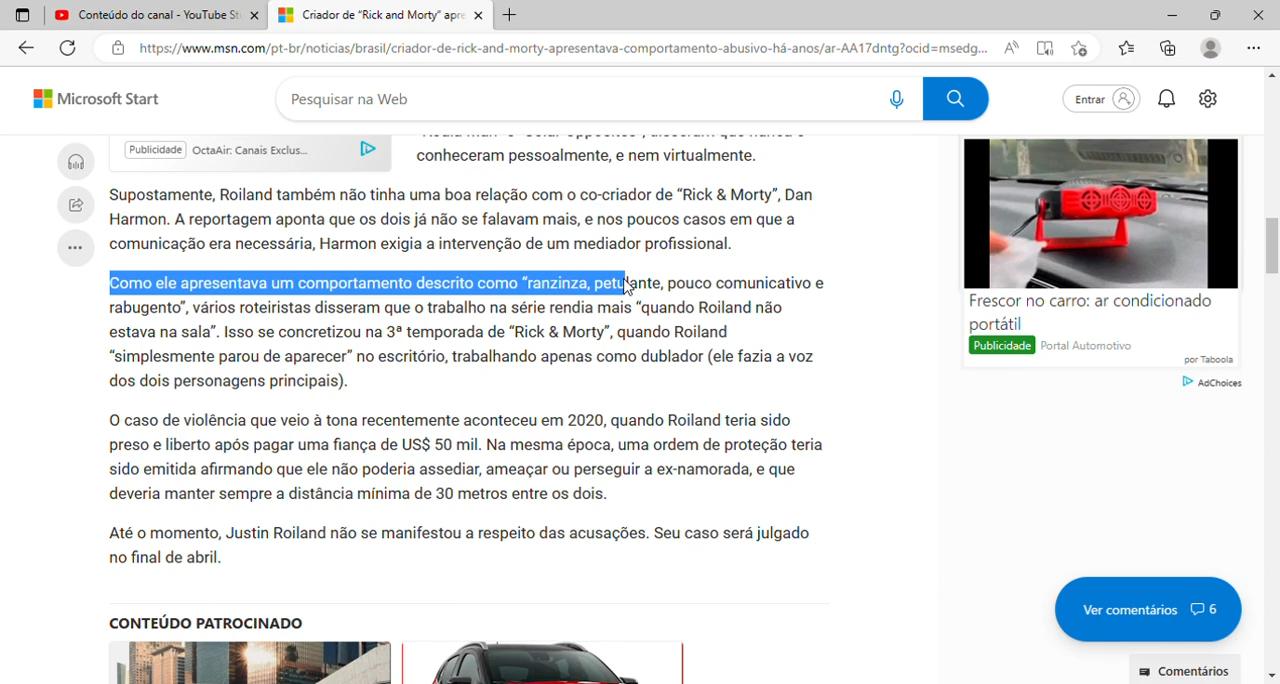 Conteúdo do canal - YouTube St
Criador de “Rick and Morty” apre
https://www.msn.com/pt-br/noticias/brasil/criador-de-rick-and-morty-apresentava-comportamento-abusivo-há-anos/ar-AA17dntg?ocid=msedg...
Microsoft Start
Pesquisar na Web
Entrar
Publicidade OctaAir: Canais Exclus...
conheceram pessoalmente, e nem virtualmente.
Supostamente, Roiland também não tinha uma boa relação com o co-criador de “Rick & Morty”, Dan
Harmon. A reportagem aponta que os dois já não se falavam mais, e nos poucos casos em que a
comunicação era necessária, Harmon exigia a intervenção de um mediador profissional.
Como ele apresentava um comportamento descrito como “ranzinza, petulante, pouco comunicativo e
rabugento”, vários roteiristas disseram que o trabalho na série rendia mais “quando Roiland não
estava na sala”. Isso se concretizou na 3ª temporada de “Rick & Morty”, quando Roiland
“simplesmente parou de aparecer” no escritório, trabalhando apenas como dublador (ele fazia a voz
dos dois personagens principais).
O caso de violência que veio à tona recentemente aconteceu em 2020, quando Roiland teria sido
preso e liberto após pagar uma fiança de US$ 50 mil. Na mesma época, uma ordem de proteção teria
sido emitida afirmando que ele não poderia assediar, ameaçar ou perseguir a ex-namorada, e que
deveria manter sempre a distância mínima de 30 metros entre os dois.
Até o momento, Justin Roiland não se manifestou a respeito das acusações. Seu caso será julgado
no final de abril.
CONTEÚDO PATROCINADO
Frescor no carro: ar condicionado
portátil
Publicidade Portal Automotivo
por Taboola
AdChoices
Ver comentários 6
Comentários